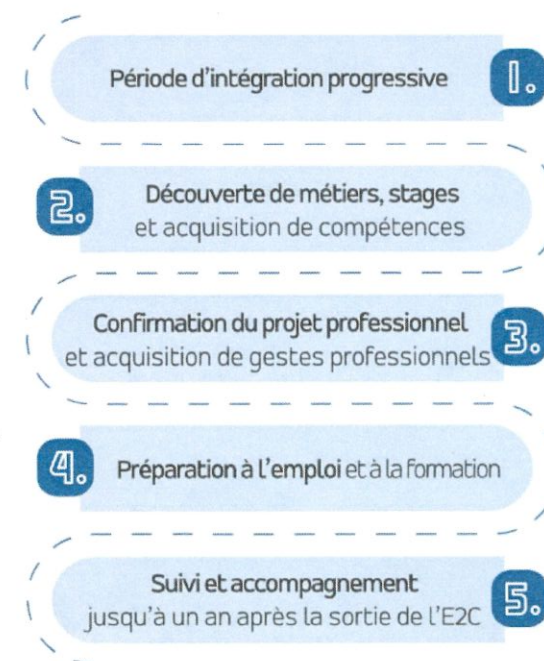 Période d'intégration progressive
1.
2.
Découverte de métiers, stages
et acquisition de compétences
Confirmation du projet professionnel
et acquisition de gestes professionnels
3.
4.
Préparation à l'emploi et à la formation
Suivi et accompagnement
jusqu'à un an après la sortie de l'E2C
5.